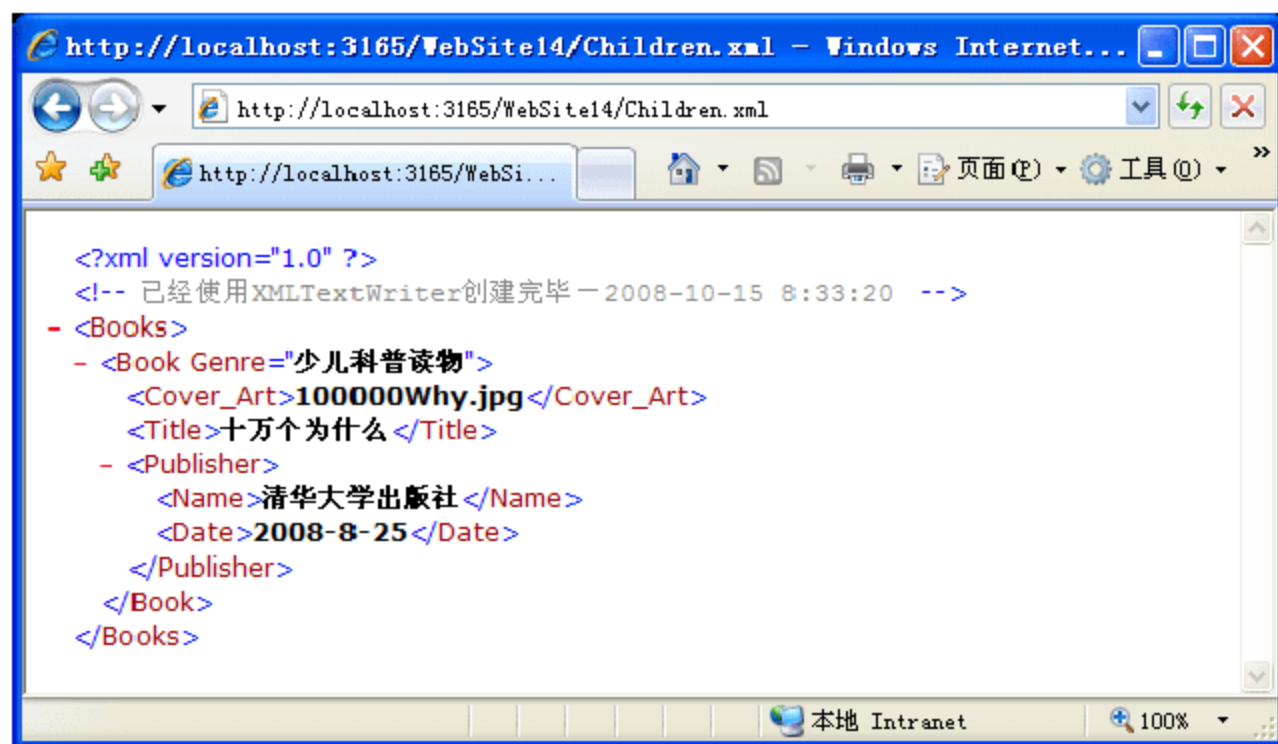 http://localhost:3165/WebSite14/Children.xml - Windows Internet...
http://localhost:3165/WebSite14/Children.xml
http://localhost:3165/WebSi... 页面(P) 工具(O) »
<?xml version="1.0" ?>
<!-- 已经使用XMLTextWriter创建完毕－2008-10-15 8:33:20 -->
- <Books>
- <Book Genre="少儿科普读物">
<Cover_Art>100000Why.jpg</Cover_Art>
<Title>十万个为什么</Title>
- <Publisher>
<Name>清华大学出版社</Name>
<Date>2008-8-25</Date>
</Publisher>
</Book>
</Books>
本地 Intranet 100%